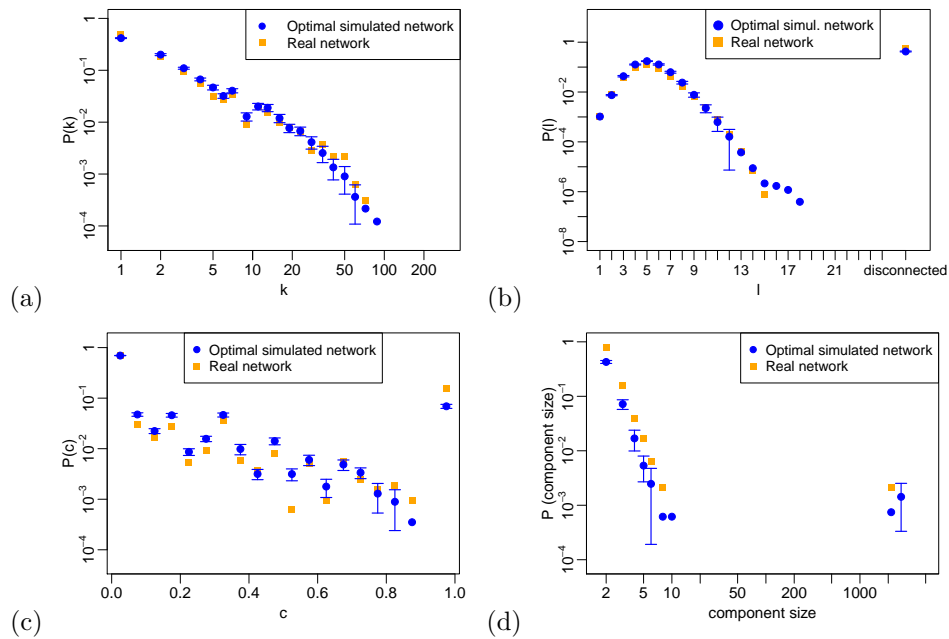 Optimal simulated network
Real network
1
10⁻¹
10⁻²
10⁻³
10⁻⁴
P(k)
1 2 5 10 20 50 100 200
k
(a)
Optimal simul. network
Real network
1
10⁻²
10⁻⁴
10⁻⁶
10⁻⁸
P(l)
1 3 5 7 9 13 17 21 disconnected
l
(b)
Optimal simulated network
Real network
1
10⁻¹
10⁻²
10⁻³
10⁻⁴
P(c)
0.0 0.2 0.4 0.6 0.8 1.0
c
(c)
Optimal simulated network
Real network
1
10⁻¹
10⁻²
10⁻³
10⁻⁴
P (component size)
2 5 10 50 200 1000
component size
(d)